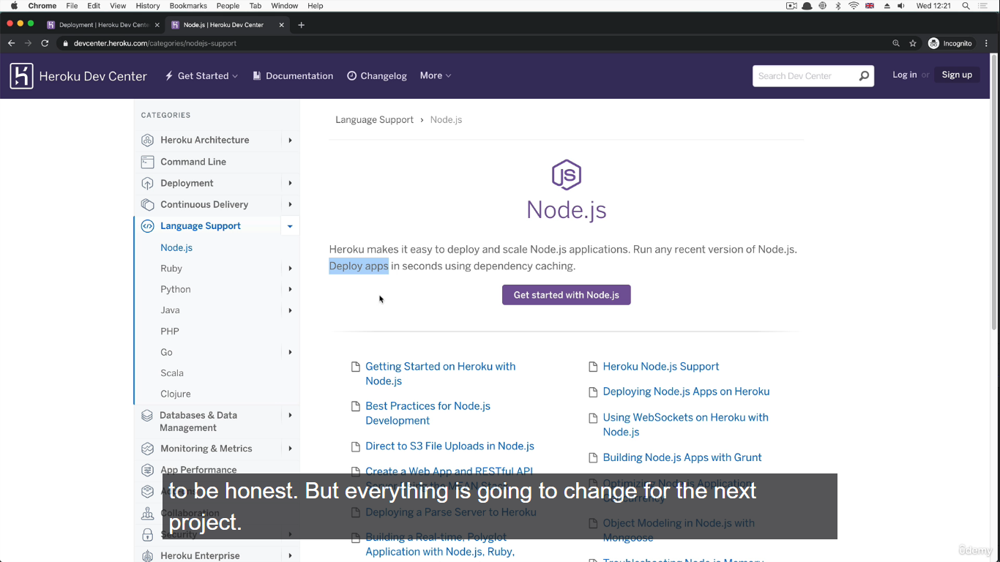 Chrome File Edit View History Bookmarks People Tab Window Help Wed 12:21
Deployment | Heroku Dev Cente
Node.js | Heroku Dev Center
devcenter.heroku.com/categories/nodejs-support
Incognito
Heroku Dev Center
Get Started
Documentation
Changelog
More
Search Dev Center
Log in or Sign up
CATEGORIES
Heroku Architecture
Command Line
Deployment
Continuous Delivery
Language Support
Node.js
Ruby
Python
Java
PHP
Go
Scala
Clojure
Databases & Data
Management
Monitoring & Metrics
App Performance
Collaboration
Security
Heroku Enterprise
Language Support › Node.js
JS
Node.js
Heroku makes it easy to deploy and scale Node.js applications. Run any recent version of Node.js.
Deploy apps in seconds using dependency caching.
Get started with Node.js
Getting Started on Heroku with
Node.js
Best Practices for Node.js
Development
Direct to S3 File Uploads in Node.js
Create a Web App and RESTful API
Server Using the MEAN Stack
Deploying a Parse Server to Heroku
Building a Real-time, Polyglot
Application with Node.js, Ruby,
Heroku Node.js Support
Deploying Node.js Apps on Heroku
Using WebSockets on Heroku with
Node.js
Building Node.js Apps with Grunt
Optimizing Node.js Application
Concurrency
Object Modeling in Node.js with
Mongoose
Troubleshooting Node.js Memory
to be honest. But everything is going to change for the next
project.
ûdemy